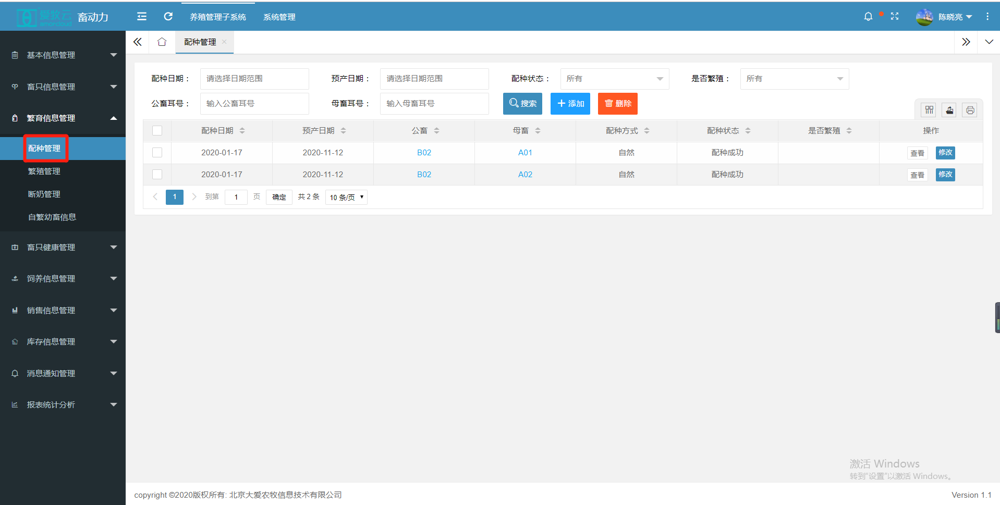 爱牧云
amorcloud
畜动力
养殖管理子系统
系统管理
陈晓亮
基本信息管理
畜只信息管理
繁育信息管理
配种管理
繁殖管理
断奶管理
自繁幼畜信息
畜只健康管理
饲养信息管理
销售信息管理
库存信息管理
消息通知管理
报表统计分析
配种管理
配种日期： 请选择日期范围 预产日期： 请选择日期范围 配种状态： 所有 是否繁殖： 所有
公畜耳号： 输入公畜耳号 母畜耳号： 输入母畜耳号 搜索 添加 删除
配种日期 预产日期 公畜 母畜 配种方式 配种状态 是否繁殖 操作
2020-01-17 2020-11-12 B02 A01 自然 配种成功 查看 修改
2020-01-17 2020-11-12 B02 A02 自然 配种成功 查看 修改
1 到第 1 页 确定 共 2 条 10 条/页
激活 Windows
转到“设置”以激活 Windows。
copyright ©2020版权所有: 北京大爱农牧信息技术有限公司
Version 1.1